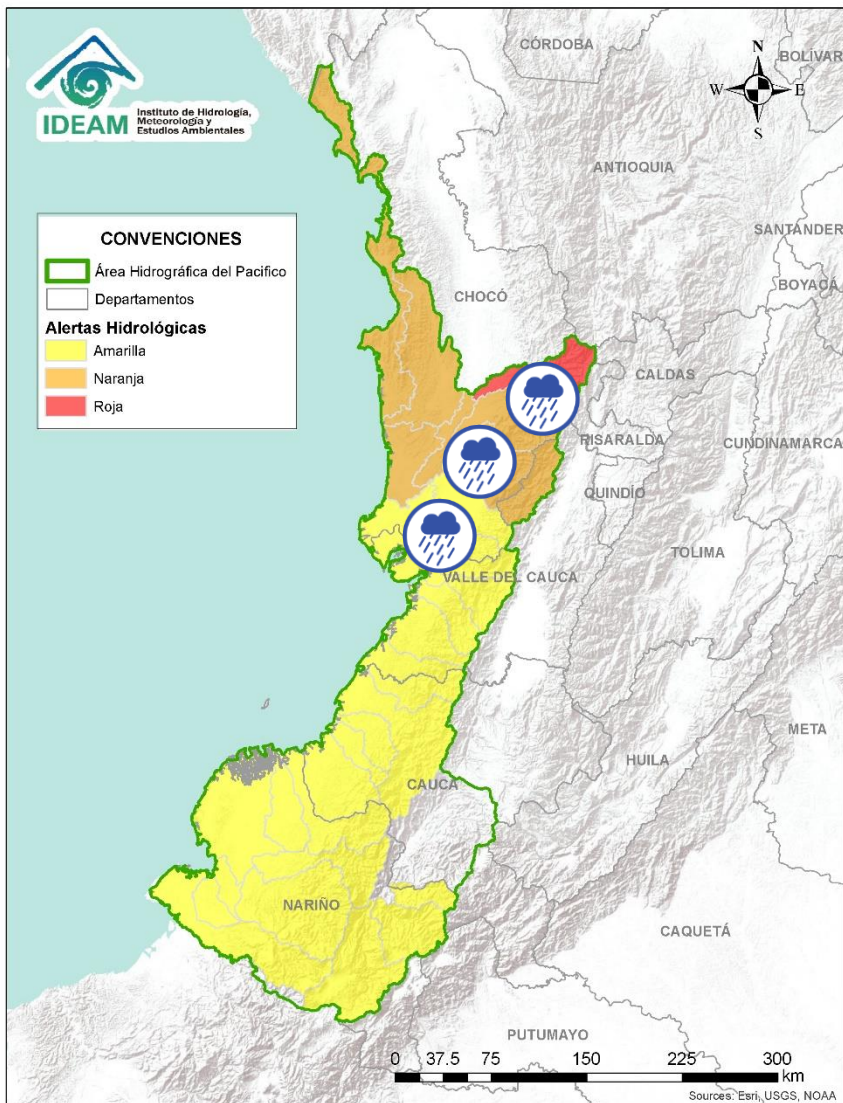 IDEAM
Instituto de Hidrología,
Meteorología y
Estudios Ambientales
N
W
E
S
CONVENCIONES
Área Hidrográfica del Pacifico
Departamentos
Alertas Hidrológicas
Amarilla
Naranja
Roja
CÓRDOBA
BOLÍVAR
ANTIOQUIA
SANTANDER
BOYACÁ
CHOCÓ
CALDAS
RISARALDA
CUNDINAMARCA
QUINDÍO
TOLIMA
VALLE DEL CAUCA
META
HUILA
CAUCA
NARIÑO
CAQUETÁ
PUTUMAYO
0 37.5 75 150 225 300
km
Sources: Esri, USGS, NOAA